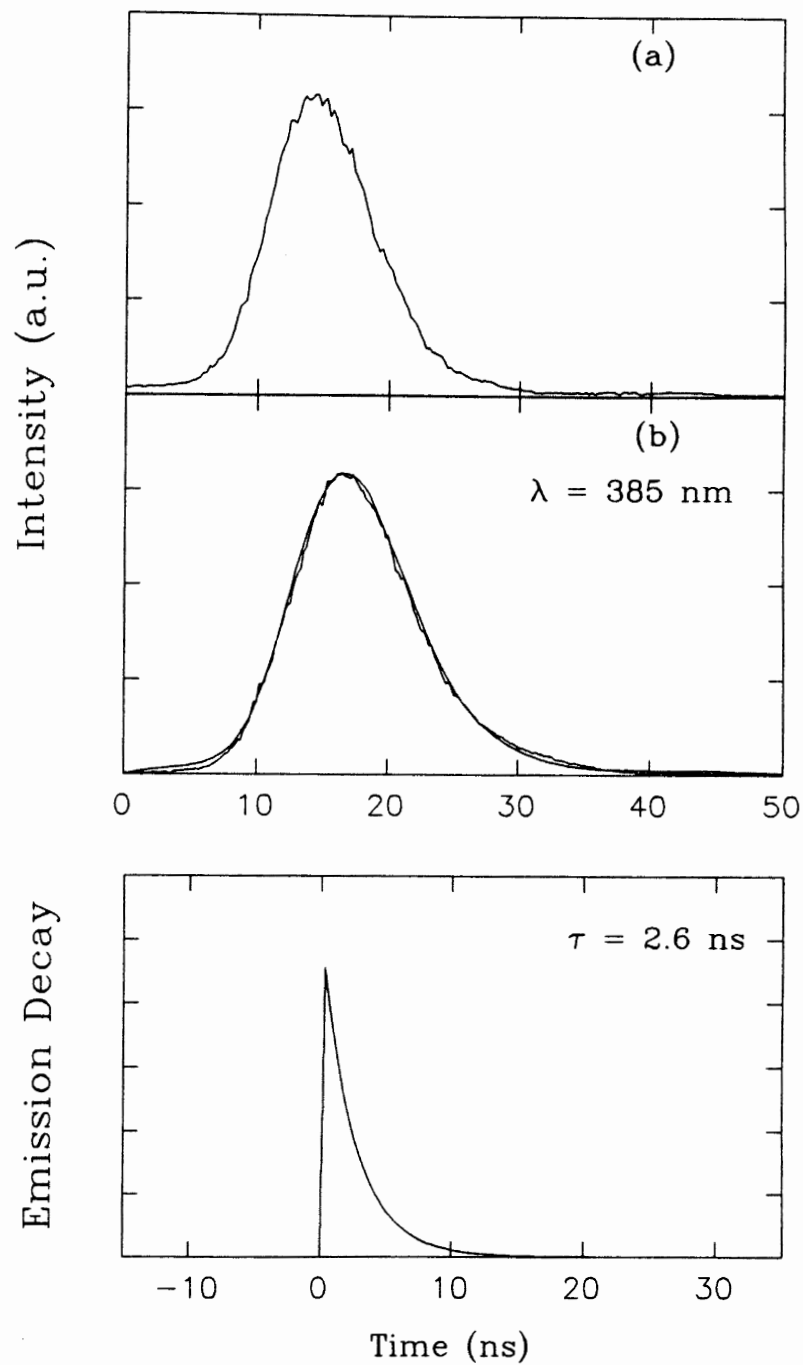 Intensity (a.u.)
(a)
(b)
λ = 385 nm
0 10 20 30 40 50
Emission Decay
τ = 2.6 ns
−10 0 10 20 30
Time (ns)